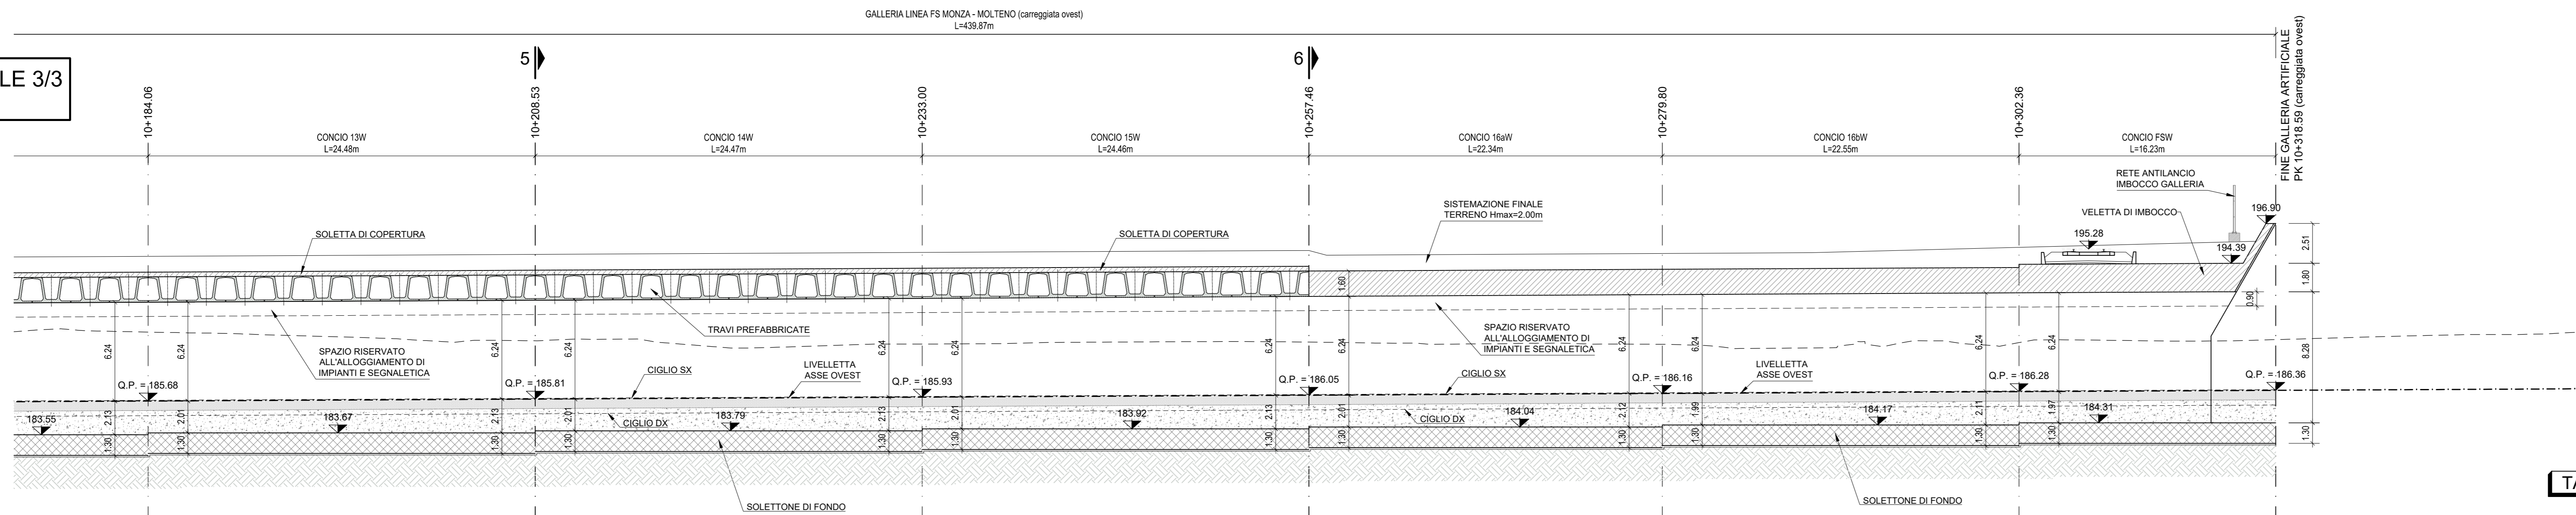 GALLERIA LINEA FS MONZA - MOLTENO (carreggiata ovest)
L=439.87m
LE 3/3
5
6
10+184.06
10+208.53
10+233.00
10+257.46
10+279.80
10+302.36
FINE GALLERIA ARTIFICIALE
PK 10+318.59 (carreggiata ovest)
CONCIO 13W
L=24.48m
CONCIO 14W
L=24.47m
CONCIO 15W
L=24.46m
CONCIO 16aW
L=22.34m
CONCIO 16bW
L=22.55m
CONCIO FSW
L=16.23m
RETE ANTILANCIO
IMBOCCO GALLERIA
SISTEMAZIONE FINALE
TERRENO Hmax=2.00m
VELETTA DI IMBOCCO
196.90
SOLETTA DI COPERTURA
SOLETTA DI COPERTURA
195.28
194.39
2.51
1.80
1.60
0.90
TRAVI PREFABBRICATE
SPAZIO RISERVATO
ALL'ALLOGGIAMENTO DI
IMPIANTI E SEGNALETICA
SPAZIO RISERVATO
ALL'ALLOGGIAMENTO DI
IMPIANTI E SEGNALETICA
6.24
6.24
6.24
6.24
6.24
6.24
6.24
6.24
6.24
6.24
6.24
6.24
8.28
CIGLIO SX
LIVELLETTA
ASSE OVEST
CIGLIO SX
LIVELLETTA
ASSE OVEST
Q.P. = 185.68
Q.P. = 185.81
Q.P. = 185.93
Q.P. = 186.05
Q.P. = 186.16
Q.P. = 186.28
Q.P. = 186.36
183.55
2.13
2.01
183.67
2.13
2.01
CIGLIO DX
183.79
2.13
2.01
183.92
2.13
2.01
CIGLIO DX
184.04
2.12
1.99
184.17
2.11
1.97
184.31
1.30
1.30
1.30
1.30
1.30
1.30
1.30
1.30
1.30
1.30
1.30
1.30
1.30
SOLETTONE DI FONDO
SOLETTONE DI FONDO
TA